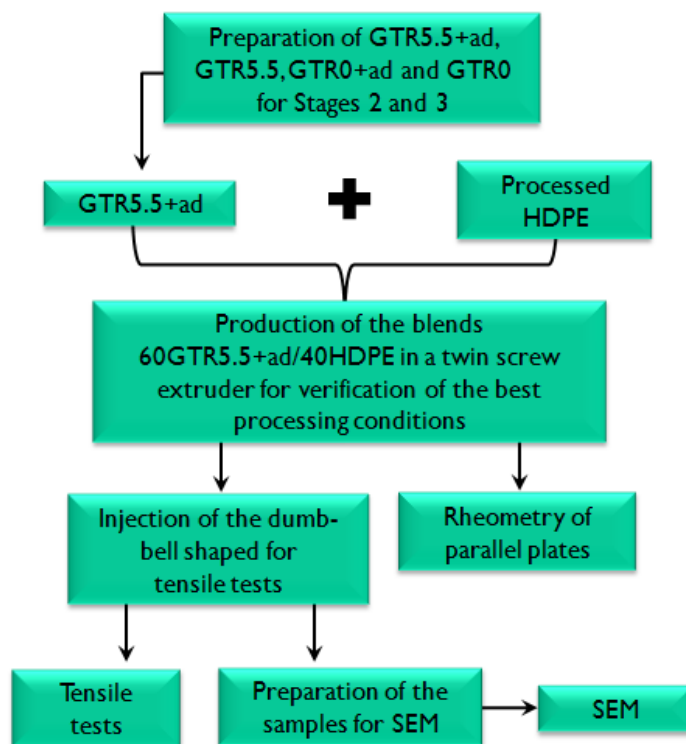 Preparation of GTR5.5+ad,
GTR5.5, GTR0+ad and GTR0
for Stages 2 and 3
GTR5.5+ad
+
Processed
HDPE
Production of the blends
60GTR5.5+ad/40HDPE in a twin screw
extruder for verification of the best
processing conditions
Injection of the dumb-
bell shaped for
tensile tests
Rheometry of
parallel plates
Tensile
tests
Preparation of the
samples for SEM
SEM